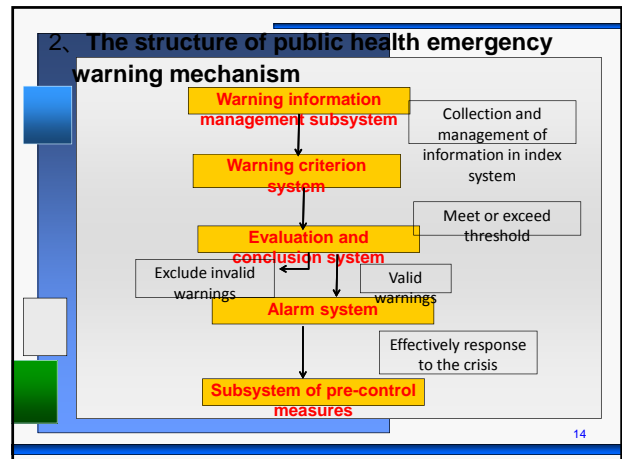 2、The structure of public health emergency
warning mechanism
Warning information
management subsystem
Collection and
management of
information in index
system
Warning criterion
system
Meet or exceed
threshold
Evaluation and
conclusion system
Exclude invalid
warnings
Valid
warnings
Alarm system
Effectively response
to the crisis
Subsystem of pre-control
measures
14